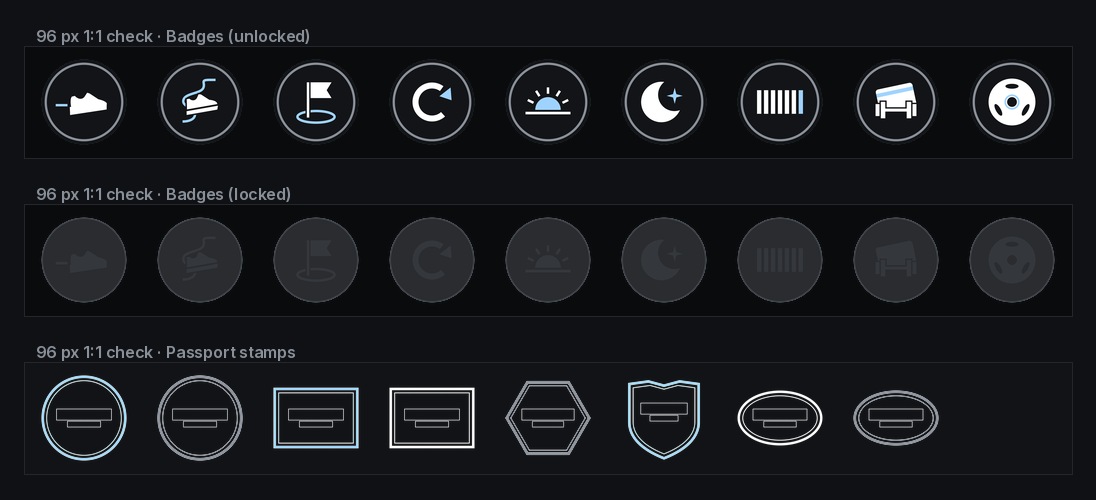 96 px 1:1 check · Badges (unlocked)
96 px 1:1 check · Badges (locked)
96 px 1:1 check · Passport stamps